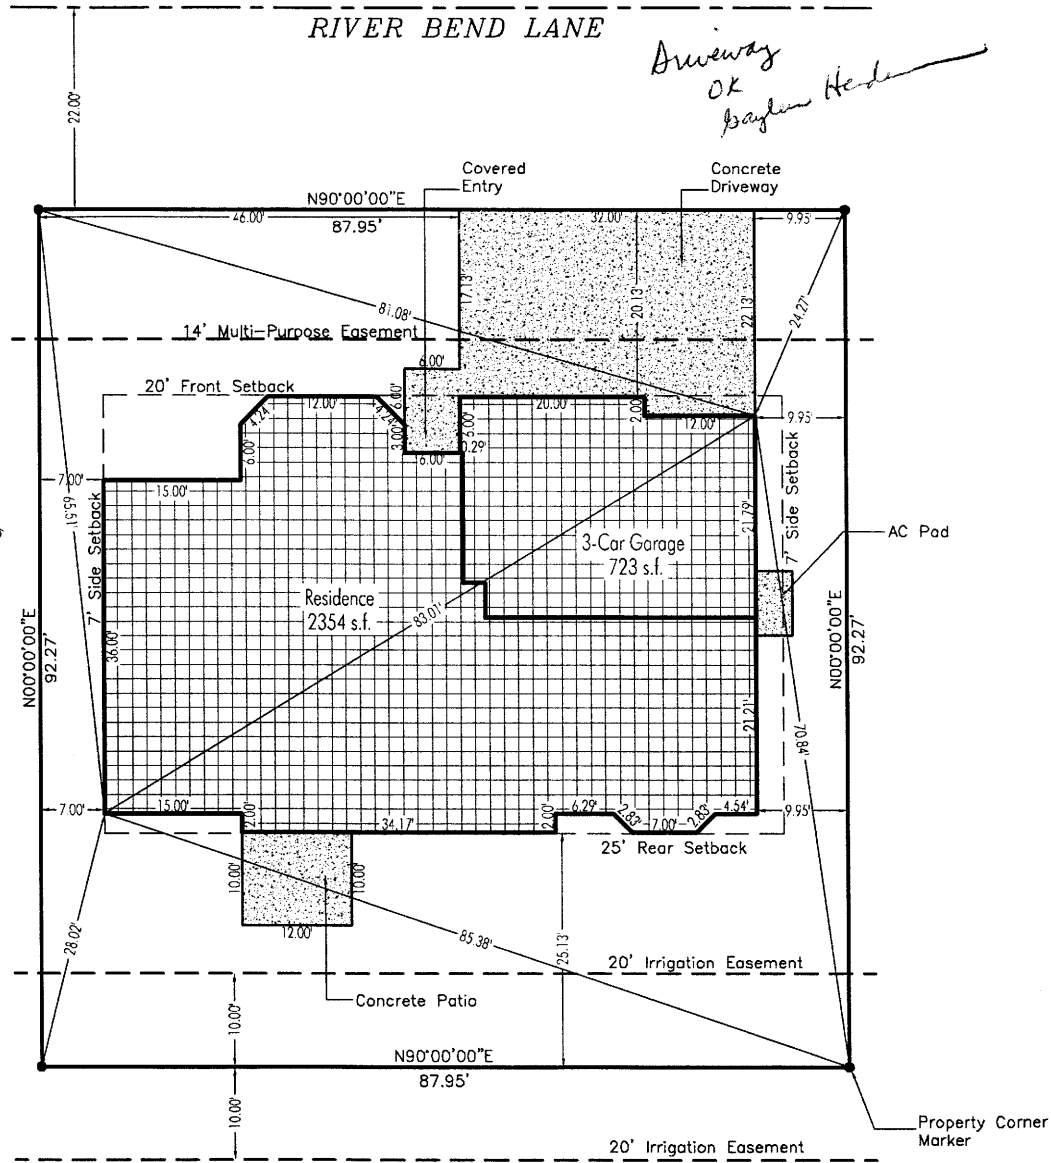 RIVER BEND LANE
Driveway
OK
22.00'
Covered
Entry
Concrete
Driveway
N90°00'00"E
46.00'
87.95'
32.00'
9.95'
17.13'
20.13'
22.13'
24.27'
81.08'
14' Multi-Purpose Easement
6.00'
20' Front Setback
12.00'
4.24'
4.24'
6.00'
6.00'
3.00'
6.00'
6.00'
0.29'
20.00'
2.00'
12.00'
9.95'
7.00'
15.00'
65.51'
7' Side Setback
7' Side Setback
21.79'
AC Pad
3-Car Garage
723 s.f.
Residence
2354 s.f.
83.01'
36.00'
N00°00'00"E
92.27'
N00°00'00"E
92.27'
21.21'
70.84'
7.00'
15.00'
2.00'
34.17'
2.00'
6.29'
2.83'
7.00'
2.83'
4.54'
9.95'
25' Rear Setback
10.00'
10.00'
12.00'
28.02'
85.38'
25.13'
20' Irrigation Easement
Concrete Patio
10.00'
N90°00'00"E
87.95'
10.00'
Property Corner
Marker
20' Irrigation Easement